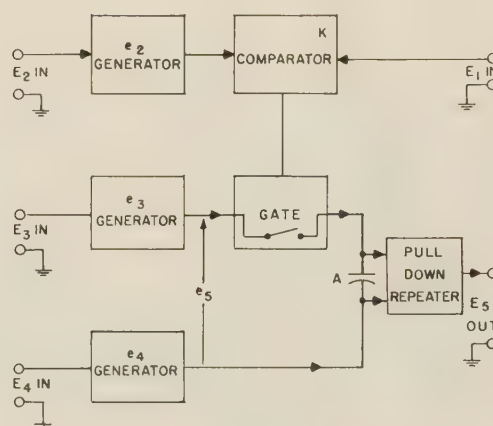 E2 IN
e2
GENERATOR
K
COMPARATOR
E1 IN
E3 IN
e3
GENERATOR
GATE
e5
A
PULL
DOWN
REPEATER
E5
OUT
E4 IN
e4
GENERATOR